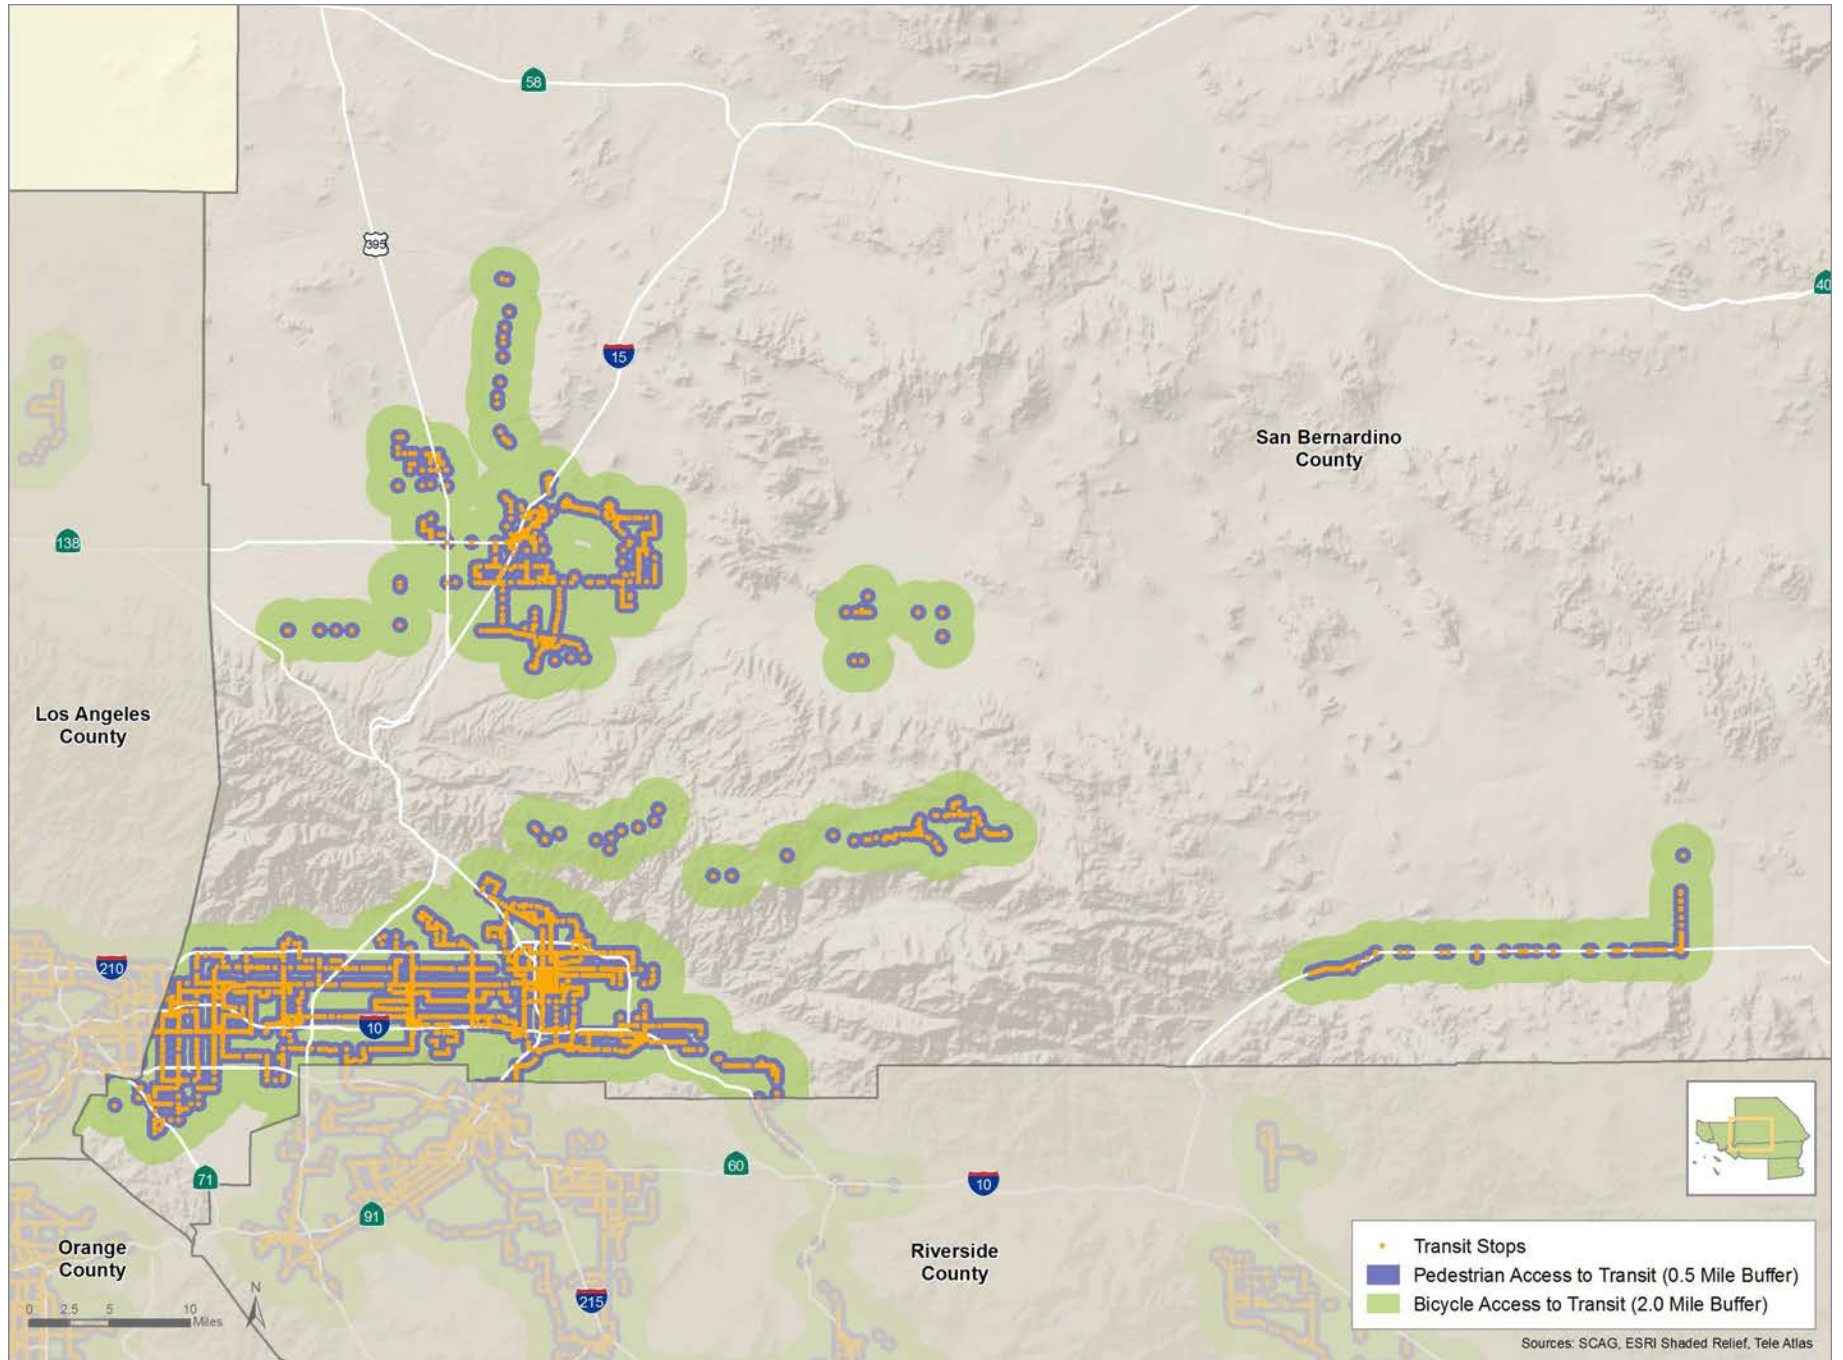 58
395
40
15
San Bernardino
County
138
Los Angeles
County
210
10
71
60
10
91
Orange
County
Riverside
County
215
N
0 2.5 5 10
Miles
Transit Stops
Pedestrian Access to Transit (0.5 Mile Buffer)
Bicycle Access to Transit (2.0 Mile Buffer)
Sources: SCAG, ESRI Shaded Relief, Tele Atlas